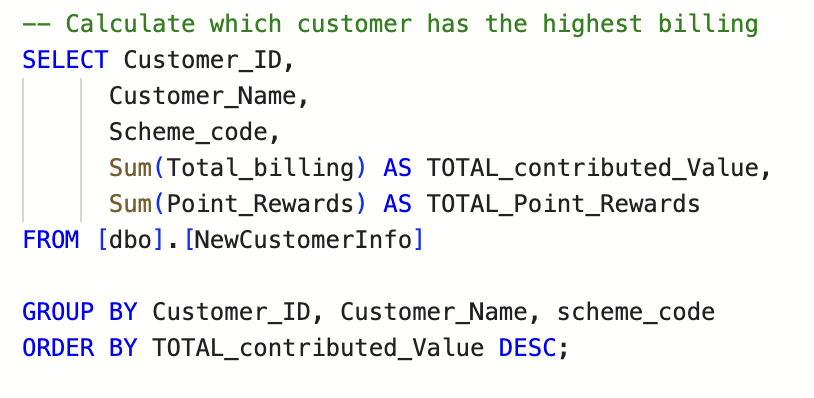 -- Calculate which customer has the highest billing
SELECT Customer_ID,
Customer_Name,
Scheme_code,
Sum(Total_billing) AS TOTAL_contributed_Value,
Sum(Point_Rewards) AS TOTAL_Point_Rewards
FROM [dbo].[NewCustomerInfo]
GROUP BY Customer_ID, Customer_Name, scheme_code
ORDER BY TOTAL_contributed_Value DESC;